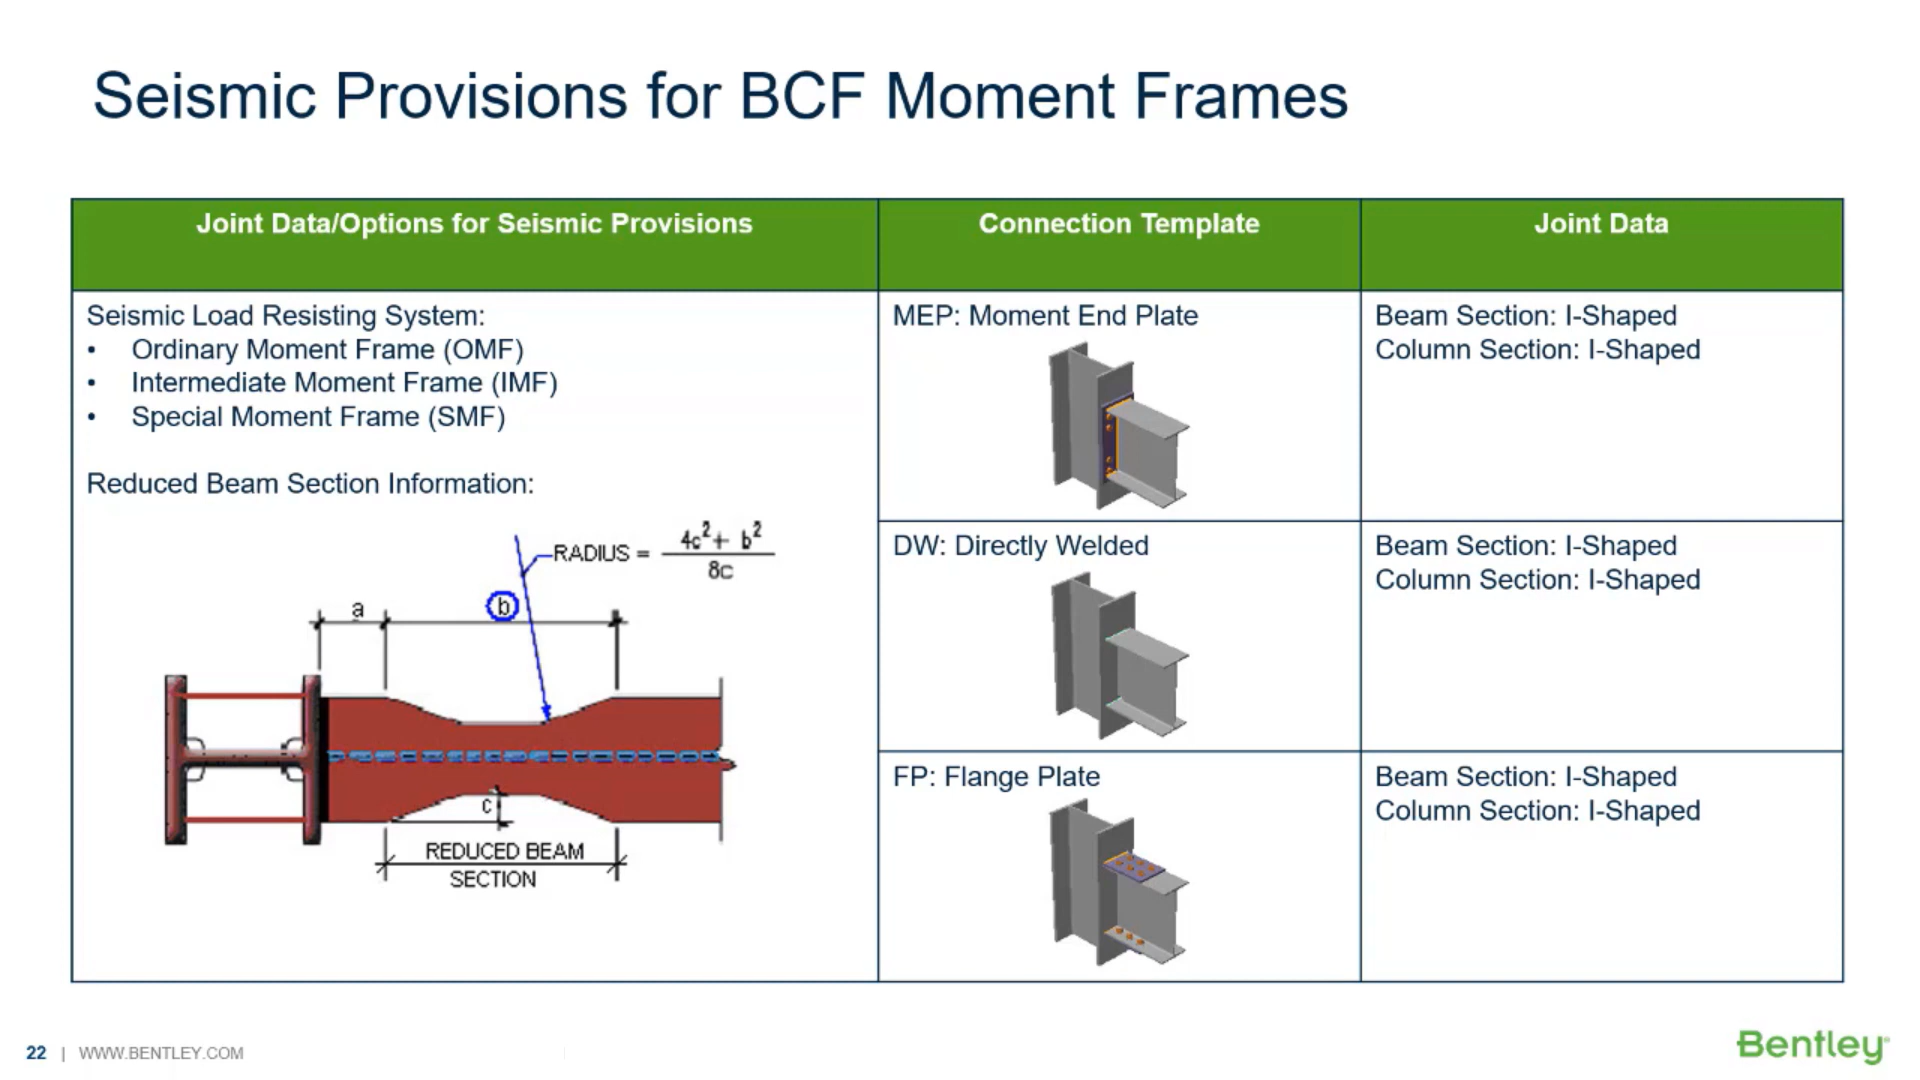 Seismic Provisions for BCF Moment Frames
Joint Data/Options for Seismic Provisions
Connection Template
Joint Data
Seismic Load Resisting System:
• Ordinary Moment Frame (OMF)
• Intermediate Moment Frame (IMF)
• Special Moment Frame (SMF)
Reduced Beam Section Information:
RADIUS = 4c²+ b² / 8c
a
b
c
REDUCED BEAM
SECTION
MEP: Moment End Plate
Beam Section: I-Shaped
Column Section: I-Shaped
DW: Directly Welded
Beam Section: I-Shaped
Column Section: I-Shaped
FP: Flange Plate
Beam Section: I-Shaped
Column Section: I-Shaped
22 | WWW.BENTLEY.COM
Bentley